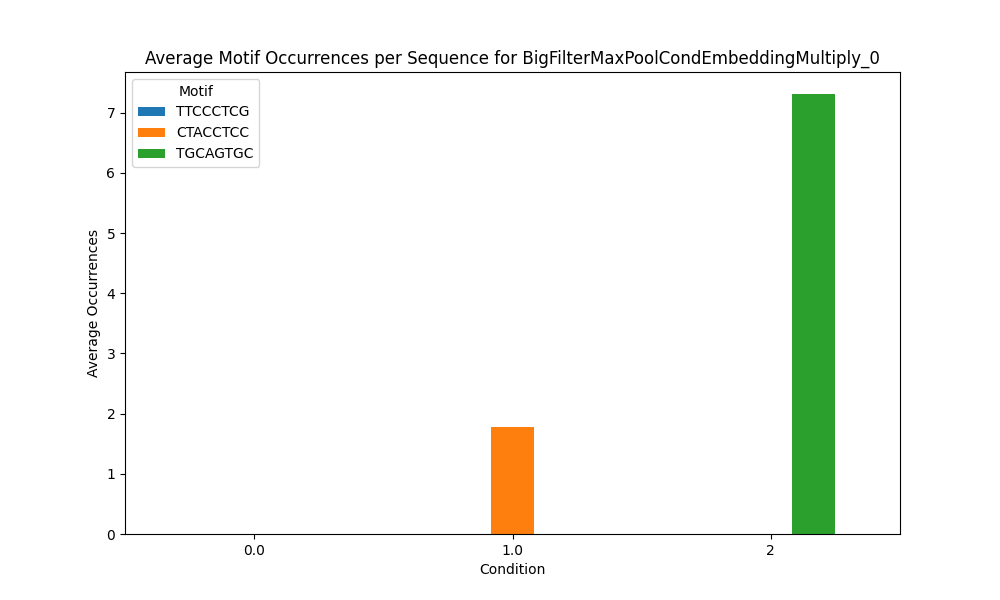 Average Motif Occurrences per Sequence for BigFilterMaxPoolCondEmbeddingMultiply_0
Motif
TTCCCTCG
CTACCTCC
TGCAGTGC
Average Occurrences
7
6
5
4
3
2
1
0
0.0 1.0 2
Condition